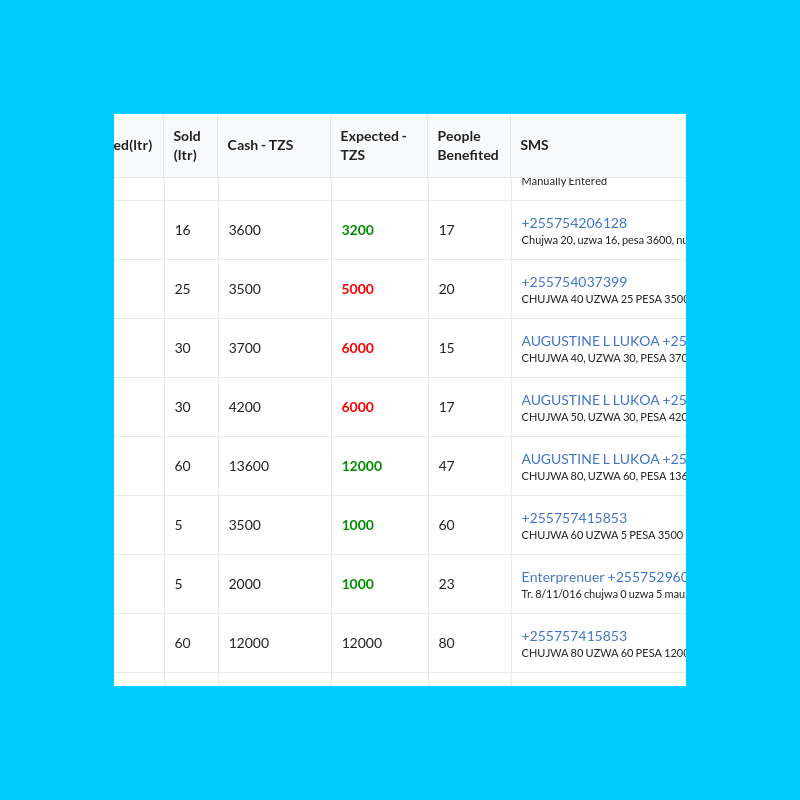 ed(ltr) Sold (ltr) Cash - TZS Expected - TZS People Benefited SMS
Manually Entered
16 3600 3200 17 +255754206128
Chujwa 20, uzwa 16, pesa 3600, nu
25 3500 5000 20 +255754037399
CHUJWA 40 UZWA 25 PESA 3500
30 3700 6000 15 AUGUSTINE L LUKOA +25
CHUJWA 40, UZWA 30, PESA 370
30 4200 6000 17 AUGUSTINE L LUKOA +25
CHUJWA 50, UZWA 30, PESA 420
60 13600 12000 47 AUGUSTINE L LUKOA +25
CHUJWA 80, UZWA 60, PESA 136
5 3500 1000 60 +255757415853
CHUJWA 60 UZWA 5 PESA 3500
5 2000 1000 23 Enterprenuer +255752960
Tr. 8/11/016 chujwa 0 uzwa 5 mau
60 12000 12000 80 +255757415853
CHUJWA 80 UZWA 60 PESA 1200